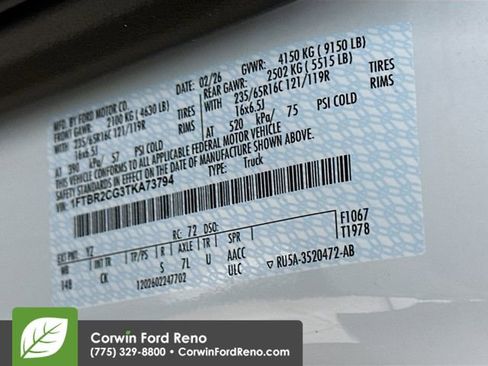 MFD. BY FORD MOTOR CO.
DATE: 02/26 GVWR: 4150 KG ( 9150 LB)
FRONT GAWR: 2100 KG ( 4630 LB) REAR GAWR: 2502 KG ( 5515 LB)
WITH 235/65R16C 121/119R TIRES WITH 235/65R16C 121/119R TIRES
16x6.5J RIMS 16x6.5J RIMS
AT 390 kPa/ 57 PSI COLD AT 520 kPa/ 75 PSI COLD
THIS VEHICLE CONFORMS TO ALL APPLICABLE FEDERAL MOTOR VEHICLE
SAFETY STANDARDS IN EFFECT ON THE DATE OF MANUFACTURE SHOWN ABOVE.
VIN: 1FTBR2CG3TKA73794 TYPE: Truck
F1067
T1978
EXT PNT: YZ RC: 72 DSO:
WB INT TR TP/PS R AXLE TR SPR
148 CK S 7L U AACC
1202602247702 ULC
RU5A-3520472-AB
Corwin Ford Reno
(775) 329-8800 • CorwinFordReno.com